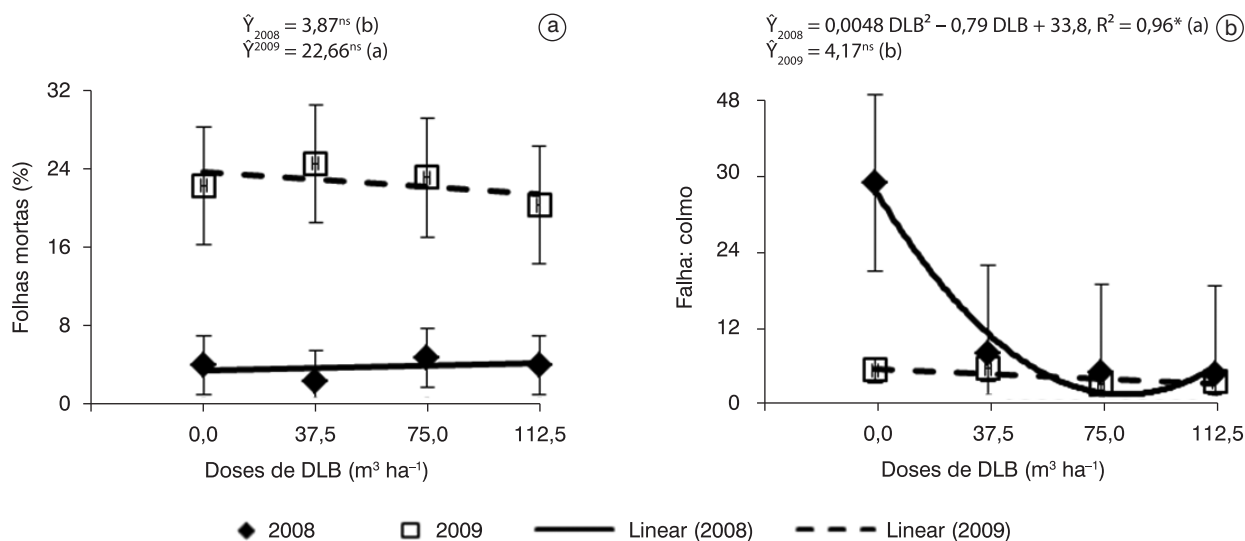 Ŷ2008 = 3,87ns (b)
Ŷ2009 = 22,66ns (a)
a
Folhas mortas (%)
32
24
16
8
0
0,0 37,5 75,0 112,5
Doses de DLB (m³ ha⁻¹)
Ŷ2008 = 0,0048 DLB² – 0,79 DLB + 33,8, R² = 0,96* (a)
Ŷ2009 = 4,17ns (b)
b
Falha: colmo
48
30
24
12
0
0,0 37,5 75,0 112,5
Doses de DLB (m³ ha⁻¹)
2008 2009 Linear (2008) Linear (2009)